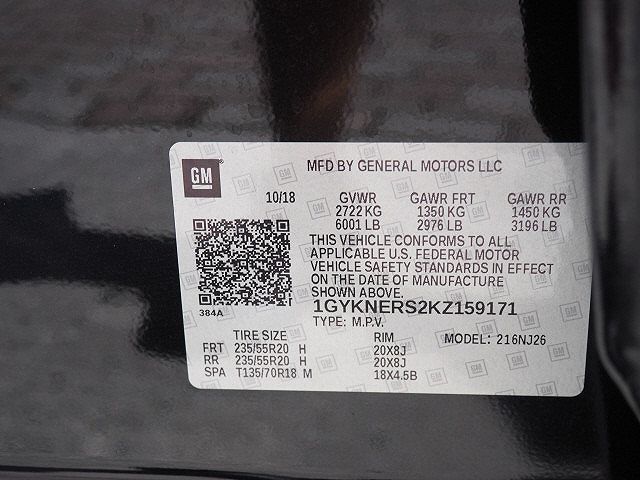 GM
MFD BY GENERAL MOTORS LLC
10/18 GVWR GAWR FRT GAWR RR
2722 KG 1350 KG 1450 KG
6001 LB 2976 LB 3196 LB
THIS VEHICLE CONFORMS TO ALL
APPLICABLE U.S. FEDERAL MOTOR
VEHICLE SAFETY STANDARDS IN EFFECT
ON THE DATE OF MANUFACTURE
SHOWN ABOVE.
384A
1GYKNERS2KZ159171
TYPE: M.P.V.
TIRE SIZE RIM MODEL: 216NJ26
FRT 235/55R20 H 20X8J
RR 235/55R20 H 20X8J
SPA T135/70R18 M 18X4.5B